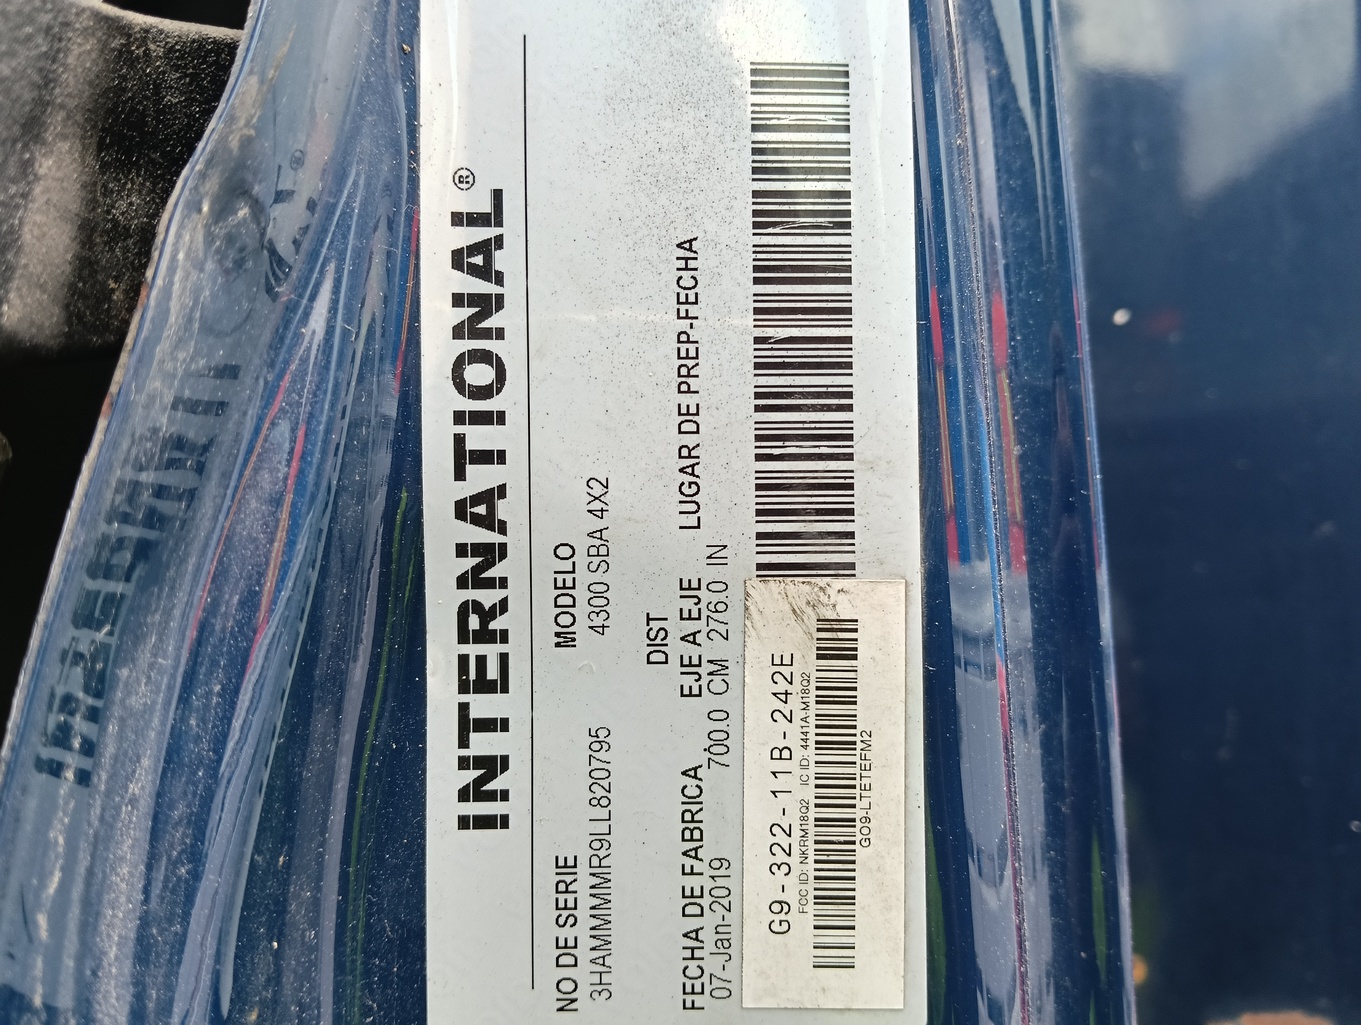 INTERNATIONAL®
NO DE SERIE MODELO
3HAMMMMR9LL820795 4300 SBA 4X2
DIST
FECHA DE FABRICA EJE A EJE LUGAR DE PREP-FECHA
07-Jan-2019 700.0 CM 276.0 IN
G9-322-11B-242E
FCC ID: NKRM18Q2 IC ID: 4441A-M18Q2
GO9-LTETEFM2